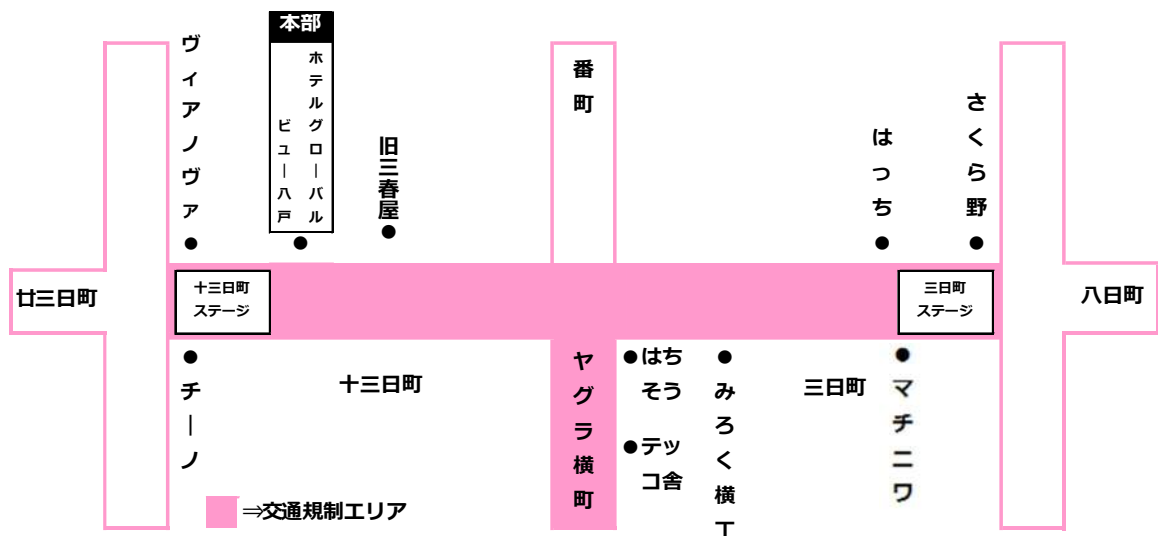 本部
ホテルグローバル
ビュー八戸
ヴィアノヴァ
旧三春屋
番町
はっち
さくら野
廿三日町
十三日町
ステージ
三日町
ステージ
八日町
チーノ
十三日町
ヤグラ横町
はち
そう
テッ
コ舎
みろく横丁
三日町
マチニワ
⇒交通規制エリア